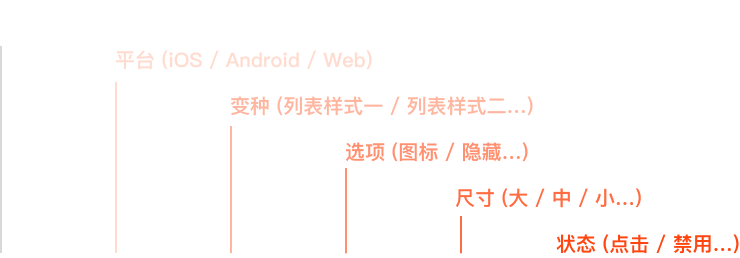 平台 (iOS / Android / Web)
变种 (列表样式一 / 列表样式二...)
选项 (图标 / 隐藏...)
尺寸 (大 / 中 / 小...)
状态 (点击 / 禁用...)